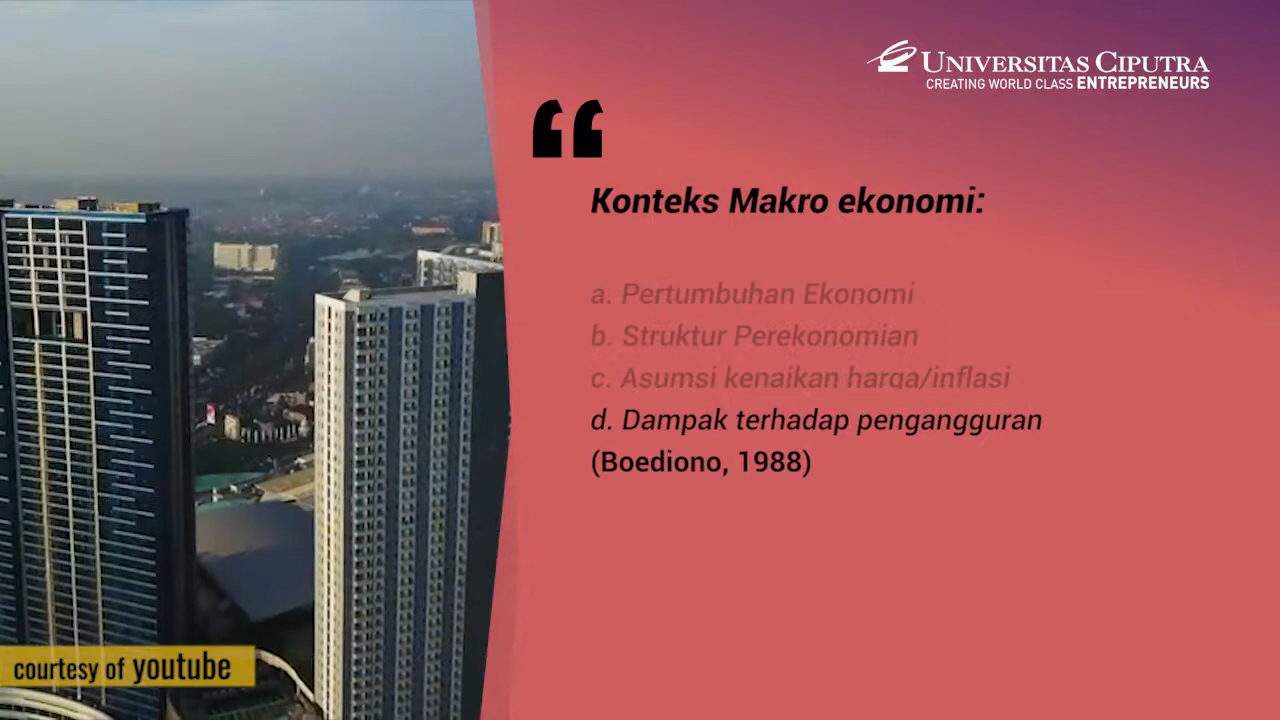 UNIVERSITAS CIPUTRA
CREATING WORLD CLASS ENTREPRENEURS
“
Konteks Makro ekonomi:
a. Pertumbuhan Ekonomi
b. Struktur Perekonomian
c. Asumsi kenaikan harga/inflasi
d. Dampak terhadap pengangguran
(Boediono, 1988)
courtesy of youtube